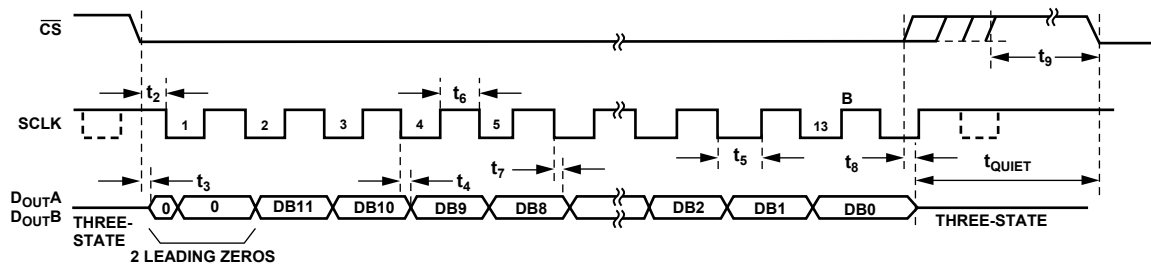 CS
t9
t2
t6
B
SCLK
1 2 3 4 5 13
t3
t4
t7
t5
t8
tQUIET
DOUTA
DOUTB
0 0 DB11 DB10 DB9 DB8 DB2 DB1 DB0
THREE-
STATE
THREE-STATE
2 LEADING ZEROS